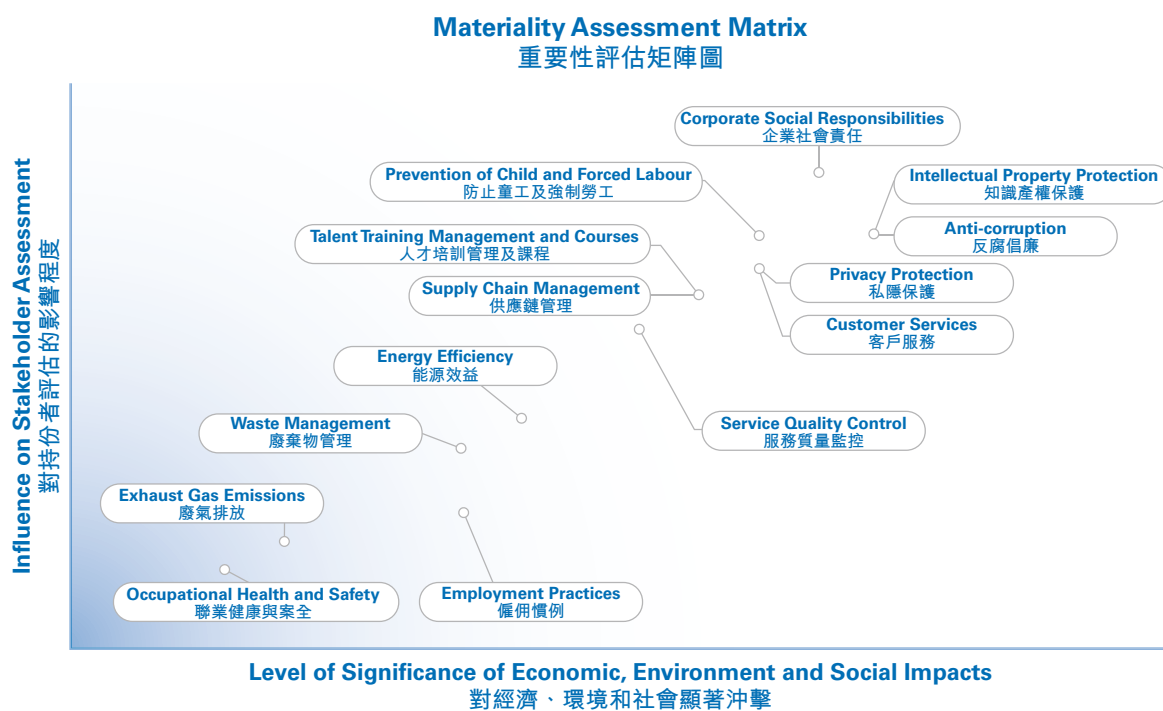 Materiality Assessment Matrix
重要性評估矩陣圖
Influence on Stakeholder Assessment
對持份者評估的影響程度
Corporate Social Responsibilities
企業社會責任
Prevention of Child and Forced Labour
防止童工及強制勞工
Intellectual Property Protection
知識產權保護
Talent Training Management and Courses
人才培訓管理及課程
Anti-corruption
反腐倡廉
Supply Chain Management
供應鏈管理
Privacy Protection
私隱保護
Customer Services
客戶服務
Energy Efficiency
能源效益
Waste Management
廢棄物管理
Service Quality Control
服務質量監控
Exhaust Gas Emissions
廢氣排放
Occupational Health and Safety
聯業健康與案全
Employment Practices
僱佣慣例
Level of Significance of Economic, Environment and Social Impacts
對經濟、環境和社會顯著沖擊